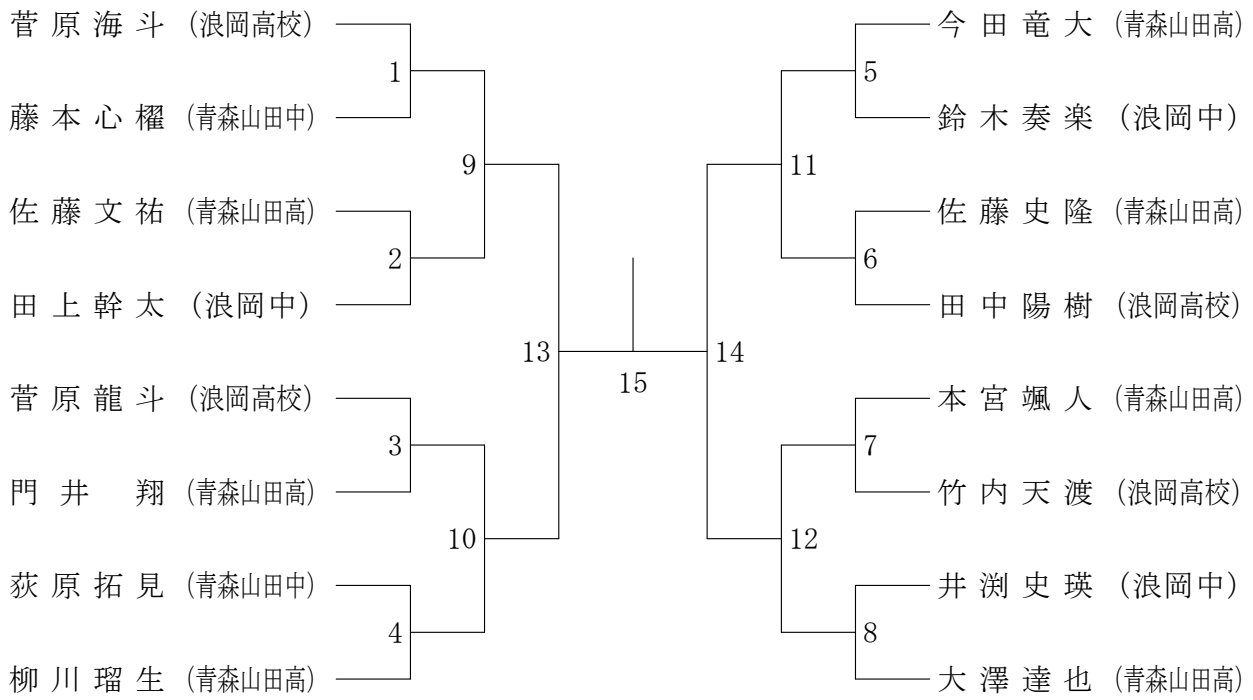 菅原海斗（浪岡高校）
1
藤本心櫂（青森山田中）
9
佐藤文祐（青森山田高）
2
田上幹太（浪岡中）
13
菅原龍斗（浪岡高校）
3
門井　翔（青森山田高）
10
荻原拓見（青森山田中）
4
柳川瑠生（青森山田高）
15
今田竜大（青森山田高）
5
鈴木奏楽（浪岡中）
11
佐藤史隆（青森山田高）
6
田中陽樹（浪岡高校）
14
本宮颯人（青森山田高）
7
竹内天渡（浪岡高校）
12
井渕史瑛（浪岡中）
8
大澤達也（青森山田高）